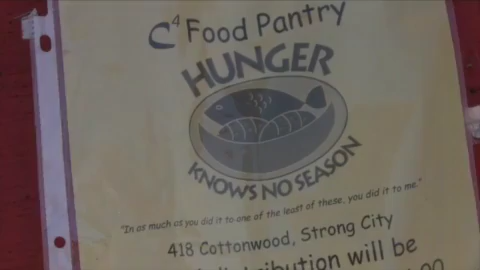 C4 Food Pantry
HUNGER
KNOWS NO SEASON
"In as much as you did it to one of the least of these, you did it to me."
418 Cottonwood, Strong City
distribution will be